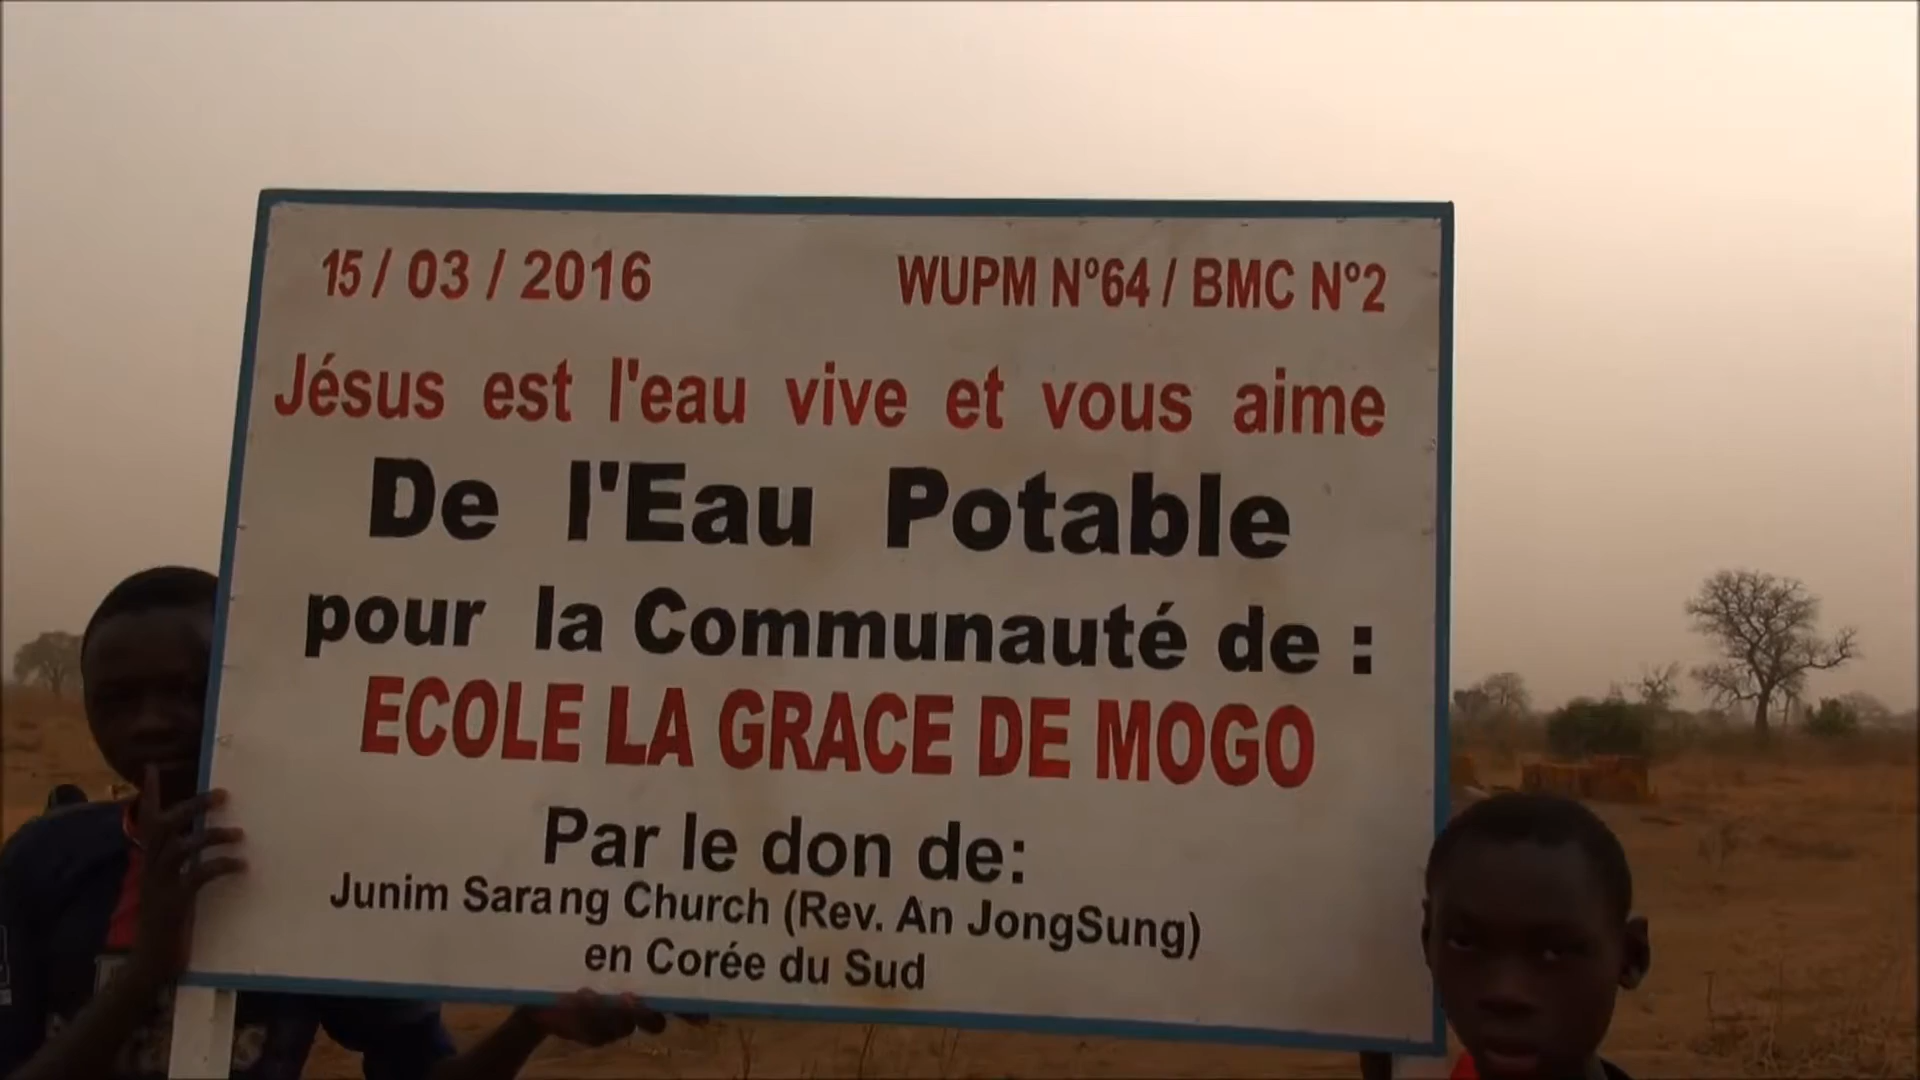 15 / 03 / 2016 WUPM N°64 / BMC N°2
Jésus est l'eau vive et vous aime
De l'Eau Potable
pour la Communauté de :
ECOLE LA GRACE DE MOGO
Par le don de:
Junim Sarang Church (Rev. An JongSung)
en Corée du Sud